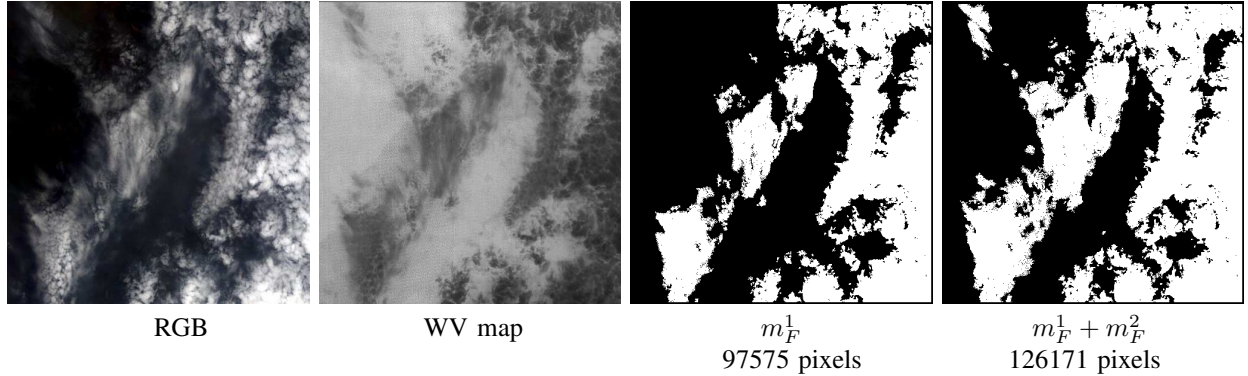 RGB
WV map
$m_F^1$
97575 pixels
$m_F^1 + m_F^2$
126171 pixels